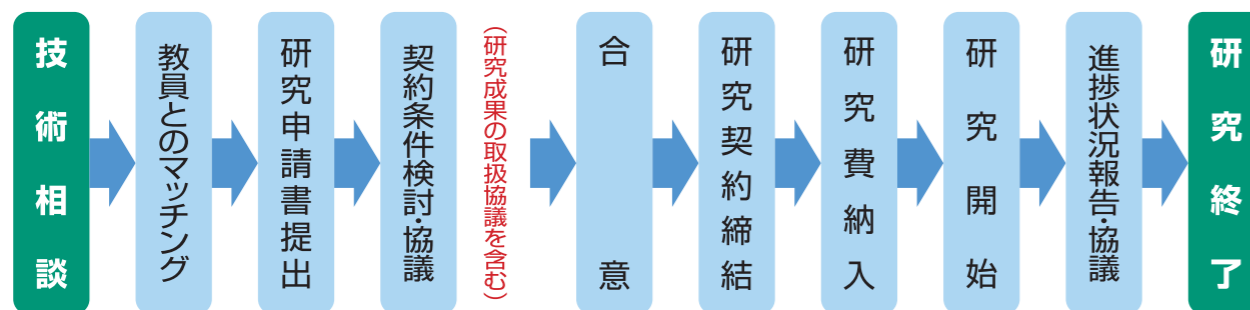 技術相談
教員とのマッチング
研究申請書提出
契約条件検討・協議
(研究成果の取扱協議を含む)
合意
研究契約締結
研究費納入
研究開始
進捗状況報告・協議
研究終了